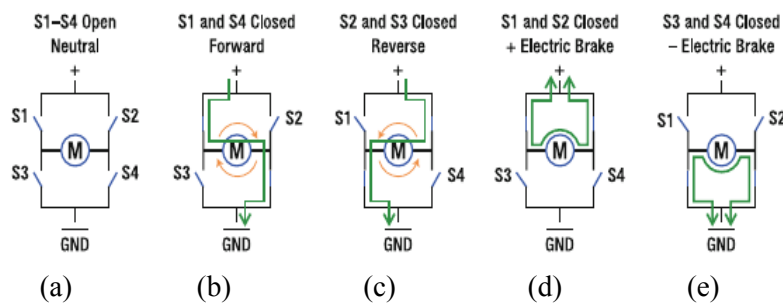 S1–S4 Open
Neutral
+
S1
S2
M
S3
S4
GND
(a)
S1 and S4 Closed
Forward
+
S2
M
S3
GND
(b)
S2 and S3 Closed
Reverse
+
S1
M
S4
GND
(c)
S1 and S2 Closed
+ Electric Brake
+
M
S3
S4
GND
(d)
S3 and S4 Closed
– Electric Brake
+
S1
S2
M
GND
(e)